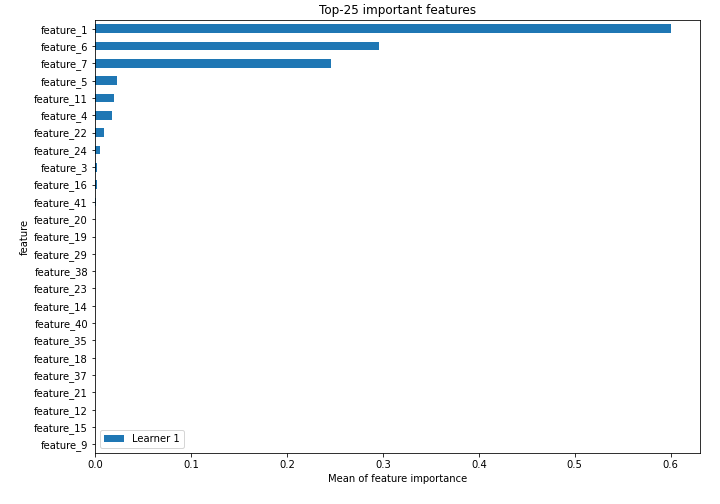 Top-25 important features
feature_1
feature_6
feature_7
feature_5
feature_11
feature_4
feature_22
feature_24
feature_3
feature_16
feature_41
feature_20
feature_19
feature_29
feature_38
feature_23
feature_14
feature_40
feature_35
feature_18
feature_37
feature_21
feature_12
feature_15
feature_9
feature
Learner 1
0.0 0.1 0.2 0.3 0.4 0.5 0.6
Mean of feature importance